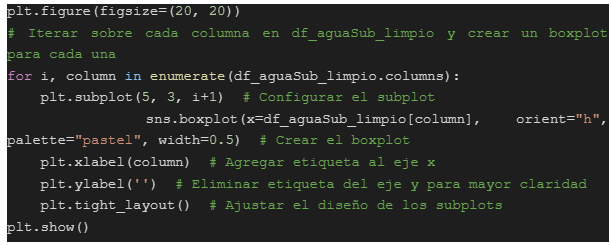 plt.figure(figsize=(20, 20))
# Iterar sobre cada columna en df_aguaSub_limpio y crear un boxplot
para cada una
for i, column in enumerate(df_aguaSub_limpio.columns):
    plt.subplot(5, 3, i+1)  # Configurar el subplot
                 sns.boxplot(x=df_aguaSub_limpio[column],    orient="h",
palette="pastel", width=0.5)  # Crear el boxplot
    plt.xlabel(column)  # Agregar etiqueta al eje x
    plt.ylabel('')  # Eliminar etiqueta del eje y para mayor claridad
    plt.tight_layout()  # Ajustar el diseño de los subplots
plt.show()